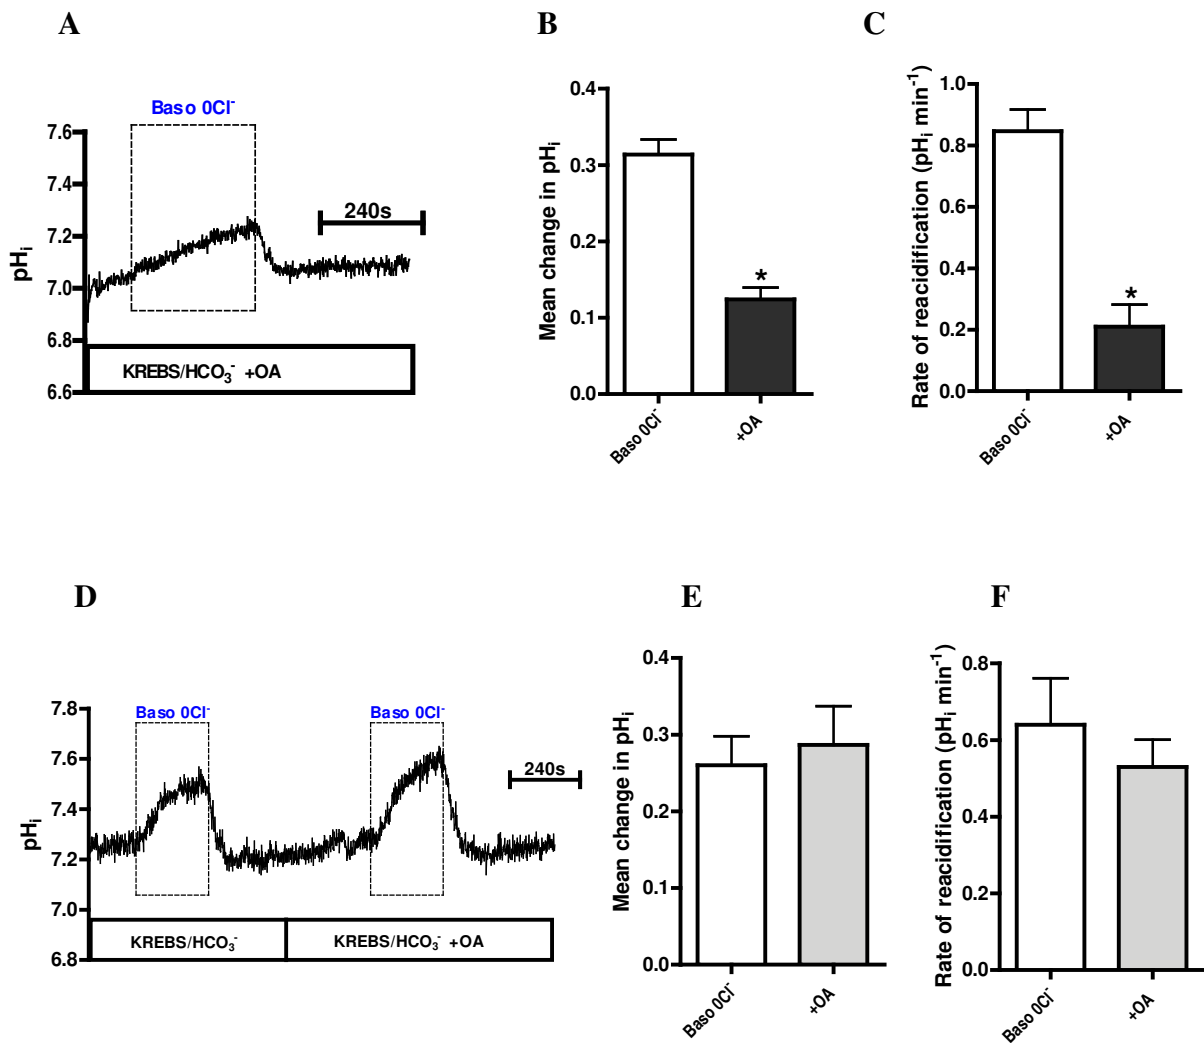 A
B
C
Baso 0Cl⁻
7.6
7.4
7.2
7.0
6.8
6.6
pHᵢ
240s
KREBS/HCO₃⁻ +OA
Mean change in pHᵢ
0.4
0.3
0.2
0.1
0.0
*
Baso 0Cl⁻
+OA
Rate of reacidification (pHᵢ min⁻¹)
1.0
0.8
0.6
0.4
0.2
0.0
*
Baso 0Cl⁻
+OA
D
E
F
Baso 0Cl⁻
Baso 0Cl⁻
7.8
7.6
7.4
7.2
7.0
6.8
pHᵢ
240s
KREBS/HCO₃⁻
KREBS/HCO₃⁻ +OA
Mean change in pHᵢ
0.4
0.3
0.2
0.1
0.0
Baso 0Cl⁻
+OA
Rate of reacidification (pHᵢ min⁻¹)
0.8
0.6
0.4
0.2
0.0
Baso 0Cl⁻
+OA